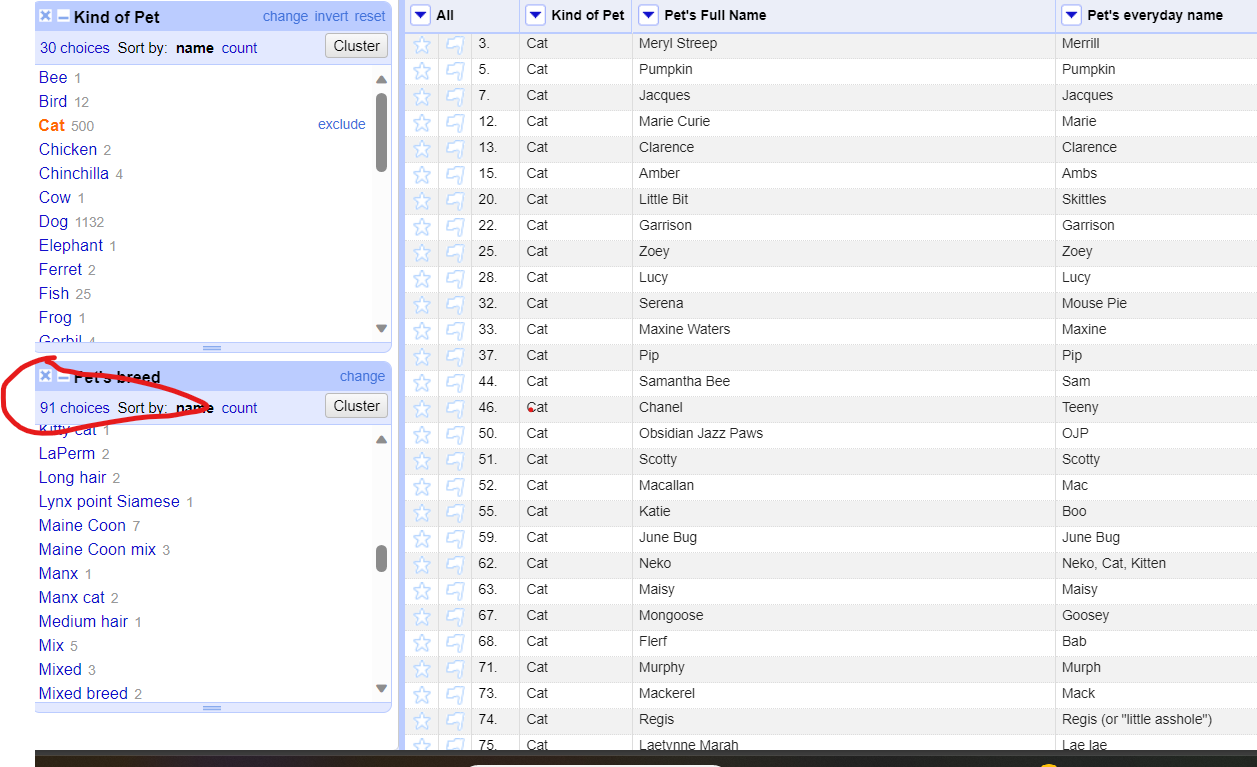 Kind of Pet change invert reset
30 choices Sort by: name count Cluster
Bee 1
Bird 12
Cat 500 exclude
Chicken 2
Chinchilla 4
Cow 1
Dog 1132
Elephant 1
Ferret 2
Fish 25
Frog 1
Gerbil 4
Pet's breed change
91 choices Sort by: name count Cluster
Kitty cat 1
LaPerm 2
Long hair 2
Lynx point Siamese 1
Maine Coon 7
Maine Coon mix 3
Manx 1
Manx cat 2
Medium hair 1
Mix 5
Mixed 3
Mixed breed 2
All Kind of Pet Pet's Full Name Pet's everyday name
3. Cat Meryl Streep Merrill
5. Cat Pumpkin Pumpkin
7. Cat Jacques Jacques
12. Cat Marie Curie Marie
13. Cat Clarence Clarence
15. Cat Amber Ambs
20. Cat Little Bit Skittles
22. Cat Garrison Garrison
25. Cat Zoey Zoey
28. Cat Lucy Lucy
32. Cat Serena Mouse Pie
33. Cat Maxine Waters Maxine
37. Cat Pip Pip
44. Cat Samantha Bee Sam
46. Cat Chanel Teeny
50. Cat Obsidian Jazz Paws OJP
51. Cat Scotty Scotty
52. Cat Macallan Mac
55. Cat Katie Boo
59. Cat June Bug June Bug
62. Cat Neko Neko, Cat, Kitten
63. Cat Maisy Maisy
67. Cat Mongoose Goosey
68. Cat Flerf Bab
71. Cat Murphy Murph
73. Cat Mackerel Mack
74. Cat Regis Regis (or "little asshole")
75. Cat Laetynne Marah Lae lae